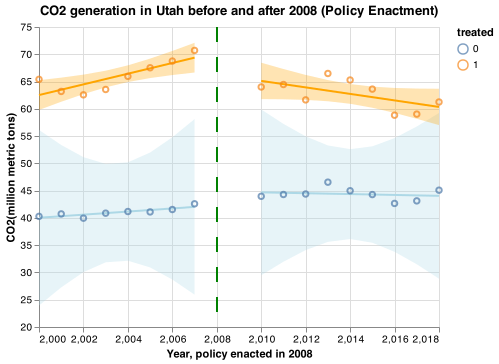 CO2 generation in Utah before and after 2008 (Policy Enactment)
treated
0
1
CO2(million metric tons)
75
70
65
60
55
50
45
40
35
30
25
20
2,000 2,002 2,004 2,006 2,008 2,010 2,012 2,014 2,016 2,018
Year, policy enacted in 2008